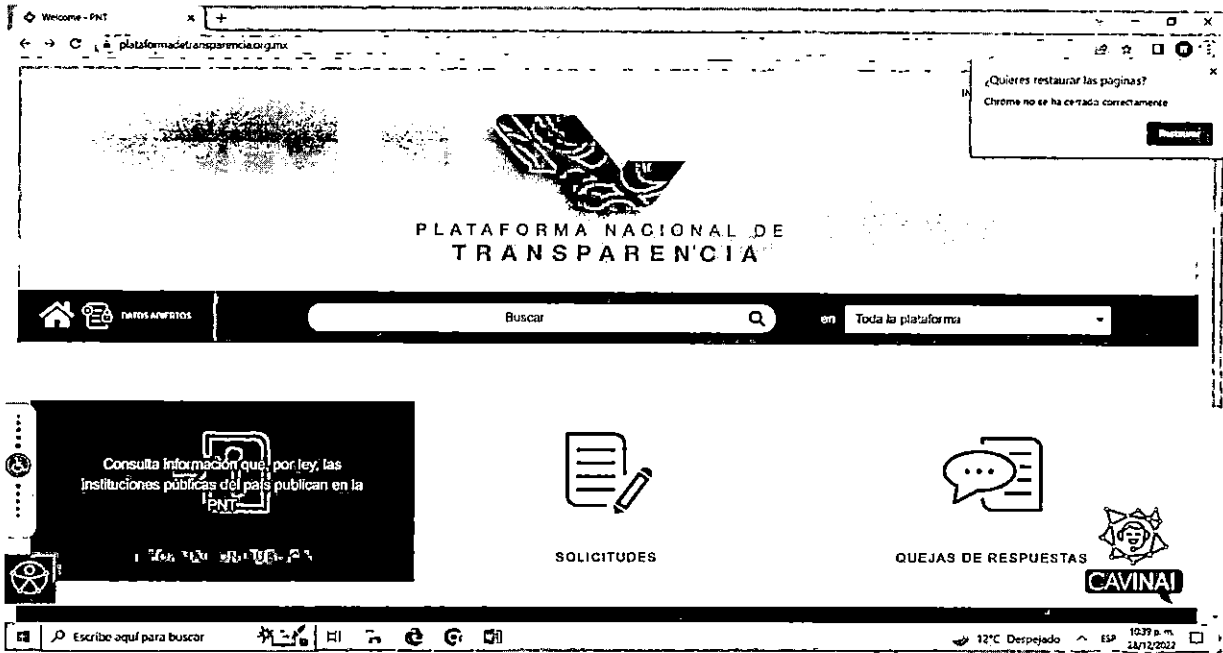 Welcome - PNT
plataformadetransparencia.org.mx
¿Quieres restaurar las paginas?
Chrome no se ha cerrado correctamente
PLATAFORMA NACIONAL DE
TRANSPARENCIA
DATOS ABIERTOS
Buscar
en
Toda la plataforma
Consulta información que, por ley, las
instituciones públicas del país publican en la
PNT
SOLICITUDES
QUEJAS DE RESPUESTAS
CAVINAI
Escribe aquí para buscar
12°C Despejado
ESP
10:39 p. m.
28/12/2022